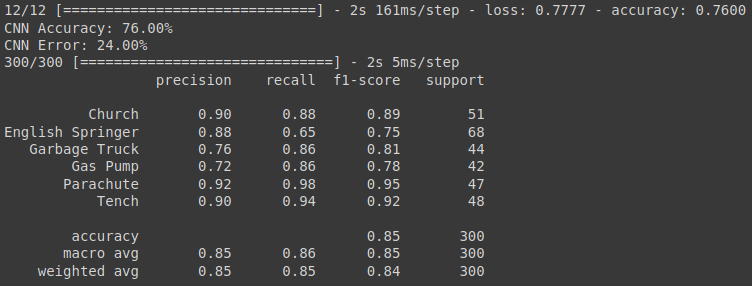 12/12 [==============================] - 2s 161ms/step - loss: 0.7777 - accuracy: 0.7600
CNN Accuracy: 76.00%
CNN Error: 24.00%
300/300 [==============================] - 2s 5ms/step
precision recall f1-score support
Church 0.90 0.88 0.89 51
English Springer 0.88 0.65 0.75 68
Garbage Truck 0.76 0.86 0.81 44
Gas Pump 0.72 0.86 0.78 42
Parachute 0.92 0.98 0.95 47
Tench 0.90 0.94 0.92 48
accuracy 0.85 300
macro avg 0.85 0.86 0.85 300
weighted avg 0.85 0.85 0.84 300